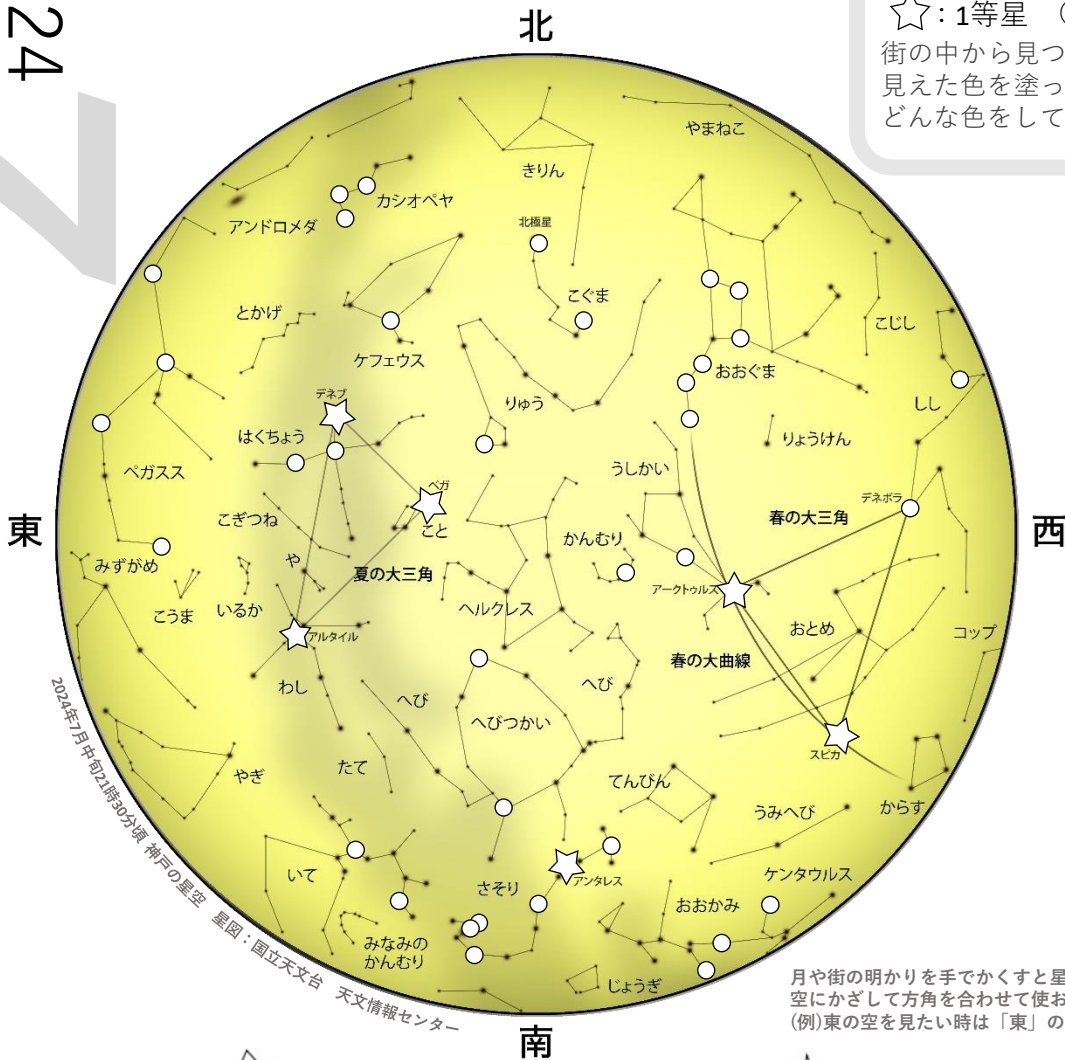 24
7
北
☆：1等星 （
街の中から見つ
見えた色を塗っ
どんな色をして
やまねこ
きりん
カシオペヤ
アンドロメダ
北極星
とかげ
こぐま
こじし
ケフェウス
おおぐま
デネブ
りゅう
しし
はくちょう
りょうけん
ペガスス
うしかい
ベガ
デネボラ
こぎつね
こと
春の大三角
東
西
かんむり
みずがめ
や
夏の大三角
アークトゥルス
こうま
いるか
ヘルクレス
おとめ
アルタイル
コップ
春の大曲線
わし
へび
へび
へびつかい
スピカ
やぎ
たて
てんびん
うみへび
からす
いて
さそり
アンタレス
ケンタウルス
おおかみ
みなみの
かんむり
じょうぎ
2024年7月中旬21時30分頃 神戸の星空 星図：国立天文台 天文情報センター
月や街の明かりを手でかくすと星
空にかざして方角を合わせて使お
(例)東の空を見たい時は「東」の
南